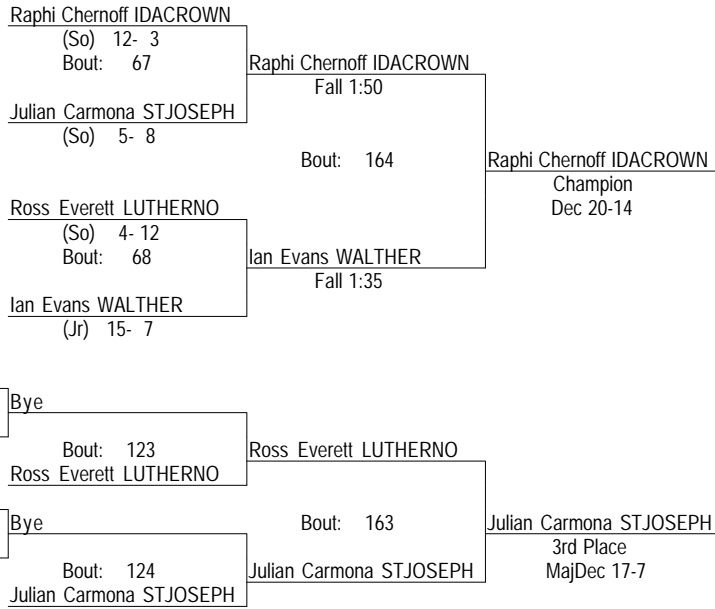 Raphi Chernoff IDACROWN
(So) 12- 3
Bout: 67
Raphi Chernoff IDACROWN
Fall 1:50
Julian Carmona STJOSEPH
(So) 5- 8
Bout: 164
Raphi Chernoff IDACROWN
Champion
Dec 20-14
Ross Everett LUTHERNO
(So) 4- 12
Bout: 68
Ian Evans WALTHER
Fall 1:35
Ian Evans WALTHER
(Jr) 15- 7
Bye
Bout: 123
Ross Everett LUTHERNO
Ross Everett LUTHERNO
Bye
Bout: 163
Julian Carmona STJOSEPH
3rd Place
MajDec 17-7
Bout: 124
Julian Carmona STJOSEPH
Julian Carmona STJOSEPH